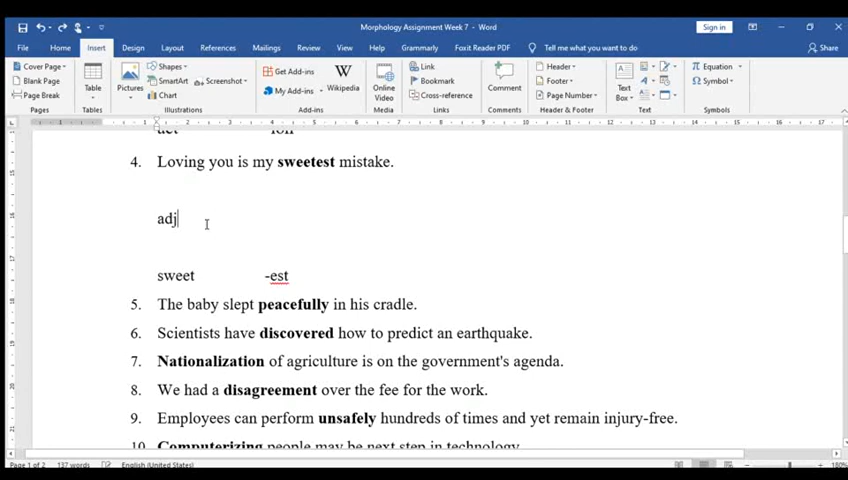 Morphology Assignment Week 7 - Word
Sign in
File Home Insert Design Layout References Mailings Review View Help Grammarly Foxit Reader PDF Tell me what you want to do Share
Cover Page
Blank Page
Page Break
Pages
Table
Tables
Pictures
Shapes
SmartArt
Chart
Screenshot
Illustrations
Get Add-ins
My Add-ins
Wikipedia
Add-ins
Online
Video
Media
Link
Bookmark
Cross-reference
Links
Comment
Comments
Header
Footer
Page Number
Header & Footer
Text
Box
Text
Equation
Symbol
Symbols
act -ion
4. Loving you is my sweetest mistake.
adj
sweet -est
5. The baby slept peacefully in his cradle.
6. Scientists have discovered how to predict an earthquake.
7. Nationalization of agriculture is on the government's agenda.
8. We had a disagreement over the fee for the work.
9. Employees can perform unsafely hundreds of times and yet remain injury-free.
10. Computerizing people may be next step in technology.
Page 1 of 2 137 words English (United States) 180%